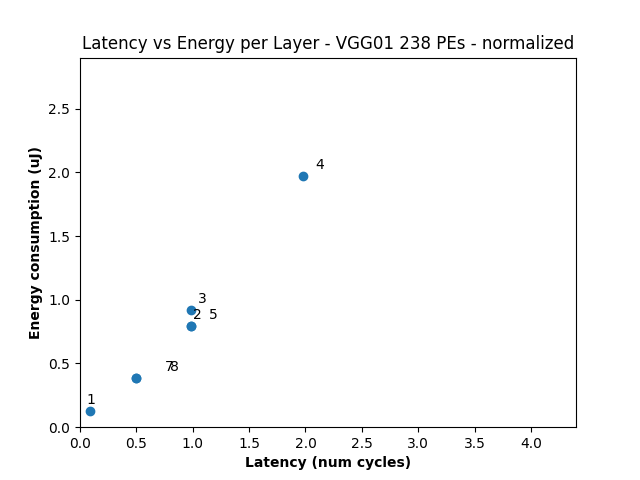 Latency vs Energy per Layer - VGG01 238 PEs - normalized
Energy consumption (uJ)
2.5
2.0
1.5
1.0
0.5
0.0
4
3
2 5
7 8
1
0.0 0.5 1.0 1.5 2.0 2.5 3.0 3.5 4.0
Latency (num cycles)